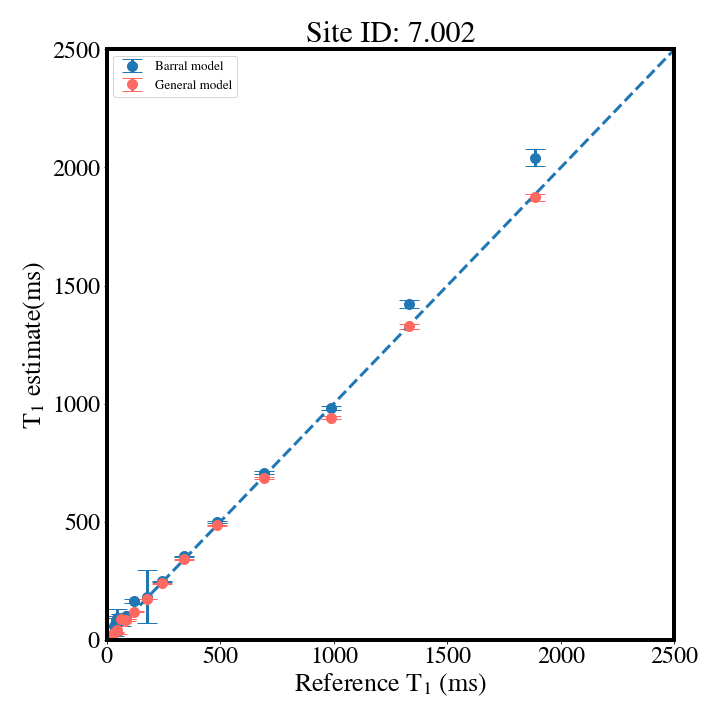 Site ID: 7.002
Barral model
General model
T1 estimate(ms)
2500
2000
1500
1000
500
0
0 500 1000 1500 2000 2500
Reference T1 (ms)